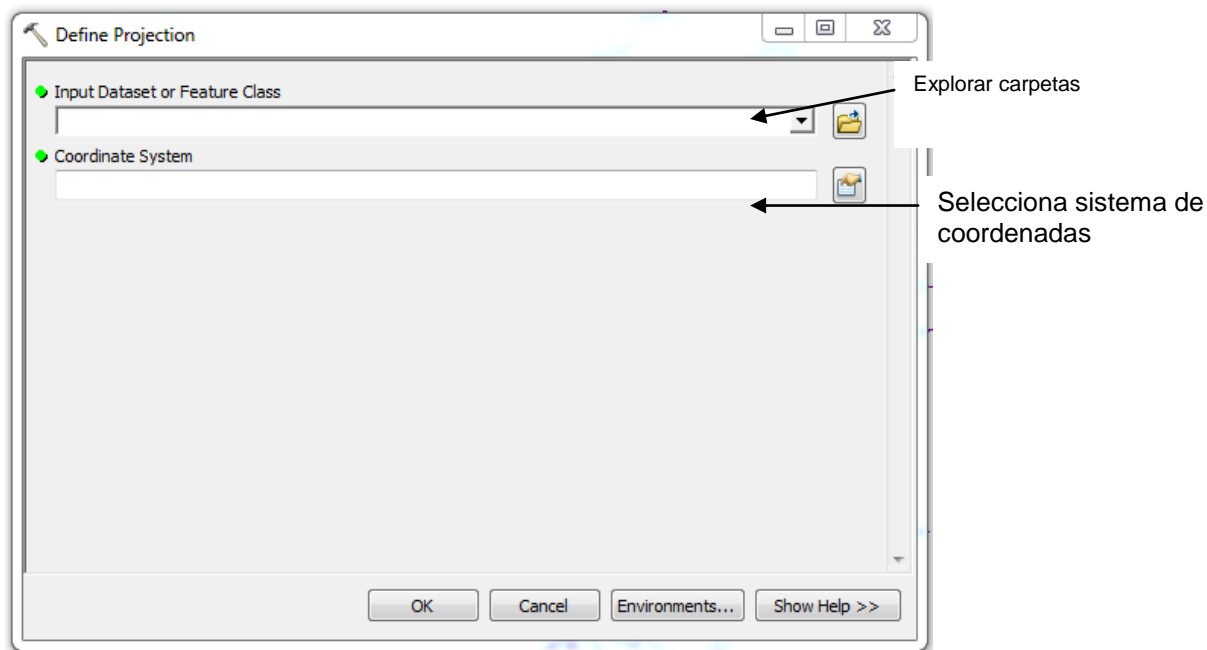 Define Projection
Input Dataset or Feature Class
Explorar carpetas
Coordinate System
Selecciona sistema de
coordenadas
OK Cancel Environments... Show Help >>